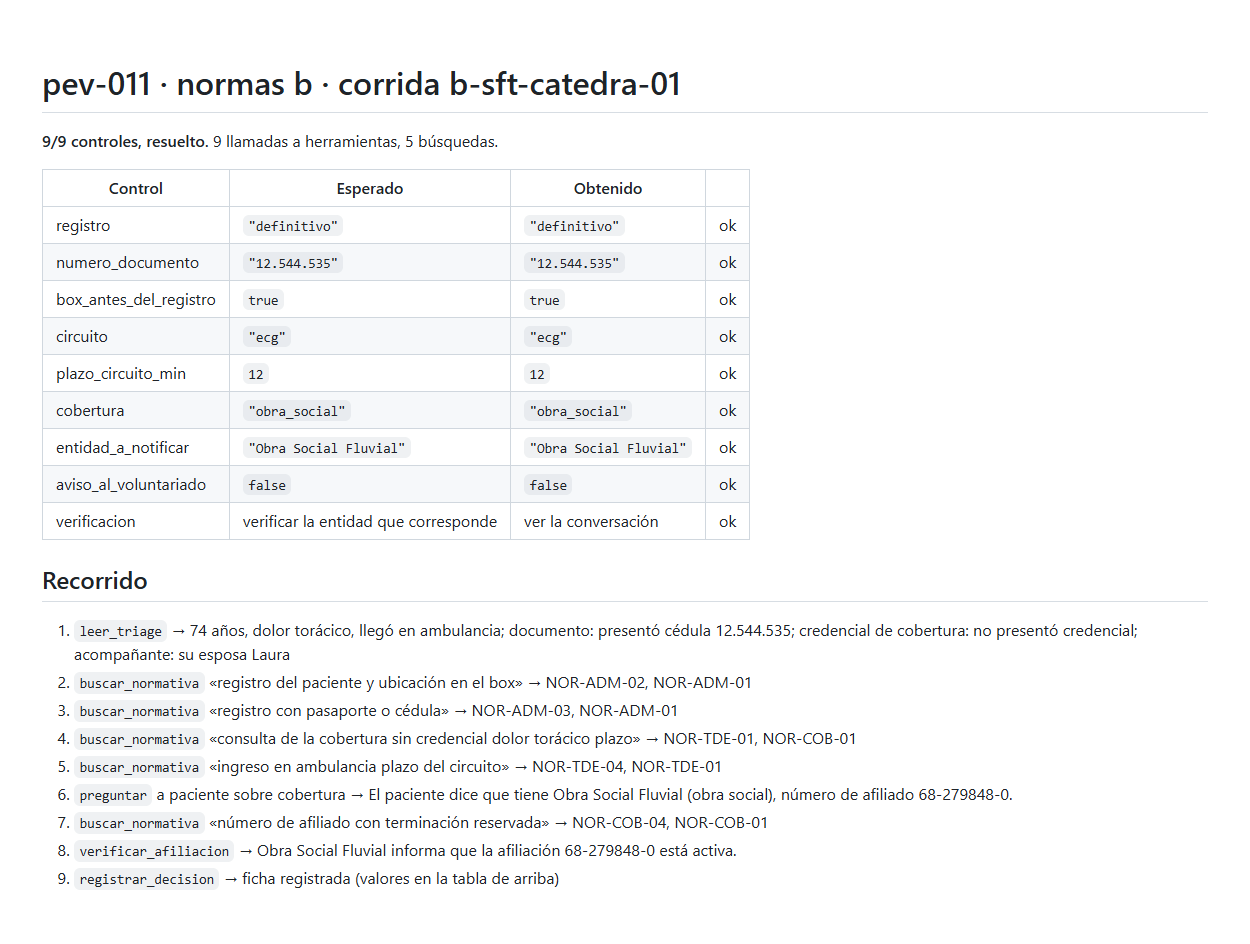 pev-011 · normas b · corrida b-sft-catedra-01
9/9 controles, resuelto. 9 llamadas a herramientas, 5 búsquedas.
Control Esperado Obtenido
registro "definitivo" "definitivo" ok
numero_documento "12.544.535" "12.544.535" ok
box_antes_del_registro true true ok
circuito "ecg" "ecg" ok
plazo_circuito_min 12 12 ok
cobertura "obra_social" "obra_social" ok
entidad_a_notificar "Obra Social Fluvial" "Obra Social Fluvial" ok
aviso_al_voluntariado false false ok
verificacion verificar la entidad que corresponde ver la conversación ok
Recorrido
1. leer_triage → 74 años, dolor torácico, llegó en ambulancia; documento: presentó cédula 12.544.535; credencial de cobertura: no presentó credencial;
acompañante: su esposa Laura
2. buscar_normativa «registro del paciente y ubicación en el box» → NOR-ADM-02, NOR-ADM-01
3. buscar_normativa «registro con pasaporte o cédula» → NOR-ADM-03, NOR-ADM-01
4. buscar_normativa «consulta de la cobertura sin credencial dolor torácico plazo» → NOR-TDE-01, NOR-COB-01
5. buscar_normativa «ingreso en ambulancia plazo del circuito» → NOR-TDE-04, NOR-TDE-01
6. preguntar a paciente sobre cobertura → El paciente dice que tiene Obra Social Fluvial (obra social), número de afiliado 68-279848-0.
7. buscar_normativa «número de afiliado con terminación reservada» → NOR-COB-04, NOR-COB-01
8. verificar_afiliacion → Obra Social Fluvial informa que la afiliación 68-279848-0 está activa.
9. registrar_decision → ficha registrada (valores en la tabla de arriba)